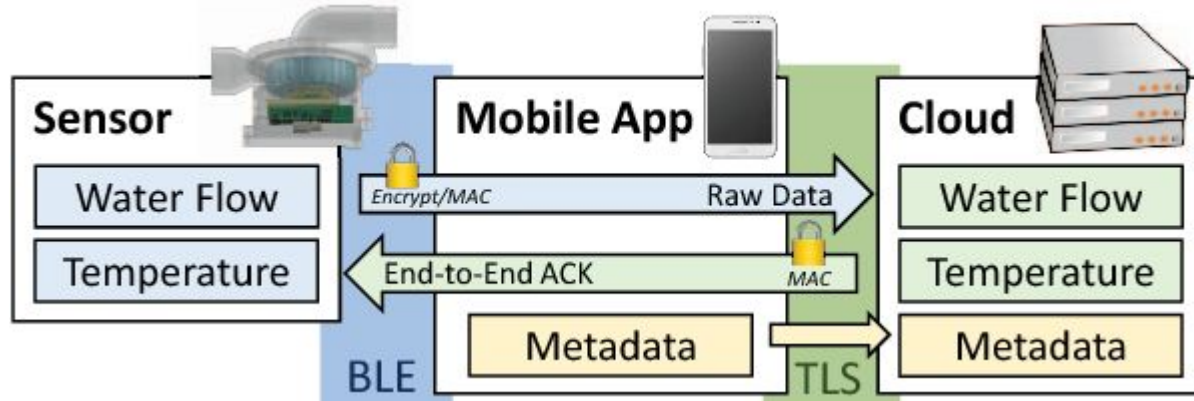 Sensor
Mobile App
Cloud
Water Flow
Encrypt/MAC
Raw Data
Water Flow
Temperature
End-to-End ACK
MAC
Temperature
Metadata
Metadata
BLE
TLS